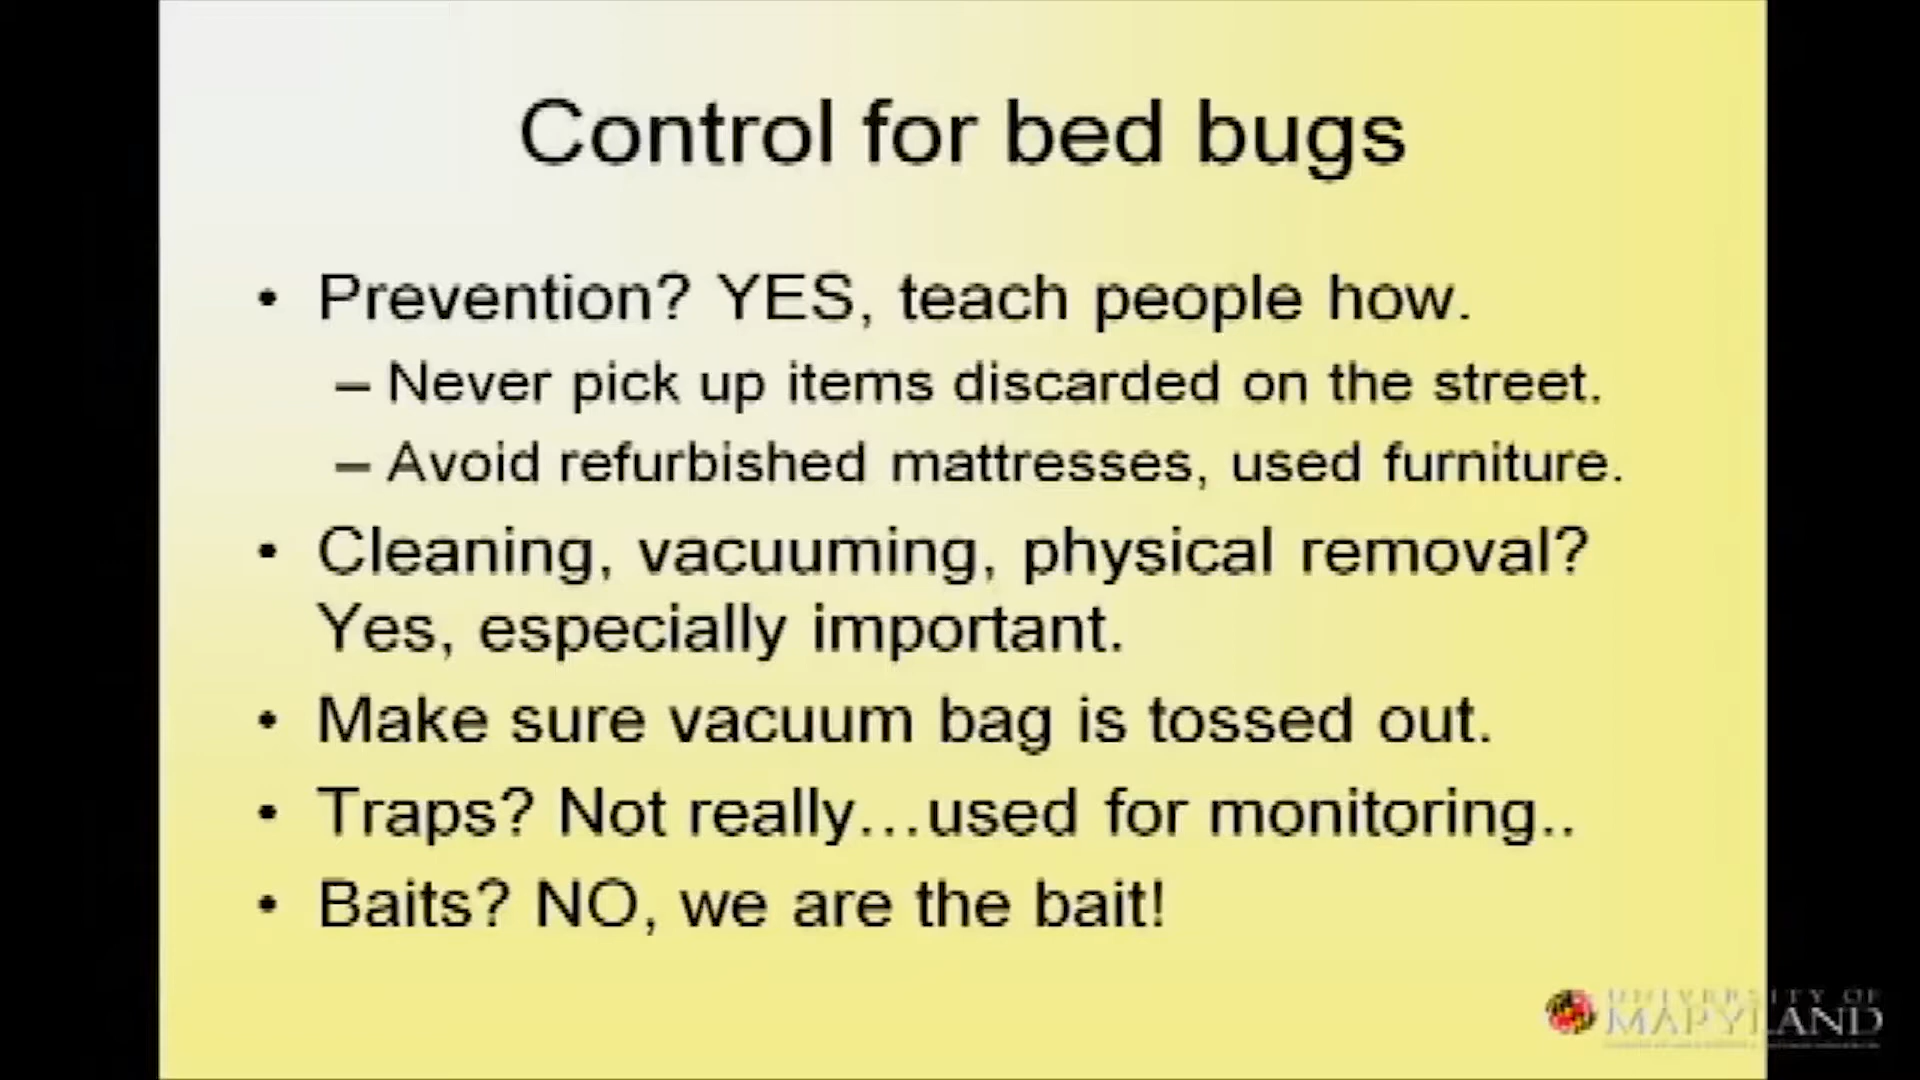 Control for bed bugs
• Prevention? YES, teach people how.
– Never pick up items discarded on the street.
– Avoid refurbished mattresses, used furniture.
• Cleaning, vacuuming, physical removal?
Yes, especially important.
• Make sure vacuum bag is tossed out.
• Traps? Not really…used for monitoring..
• Baits? NO, we are the bait!
UNIVERSITY OF
MARYLAND